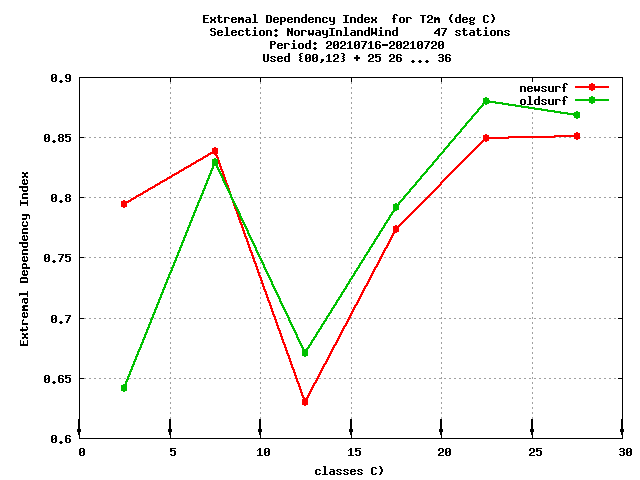 Extremal Dependency Index  for T2m (deg C)
Selection: NorwayInlandWind     47 stations
Period: 20210716-20210720
Used {00,12} + 25 26 ... 36
newsurf
oldsurf
0.9
0.85
0.8
0.75
0.7
0.65
0.6
Extremal Dependency Index
0 5 10 15 20 25 30
classes C)